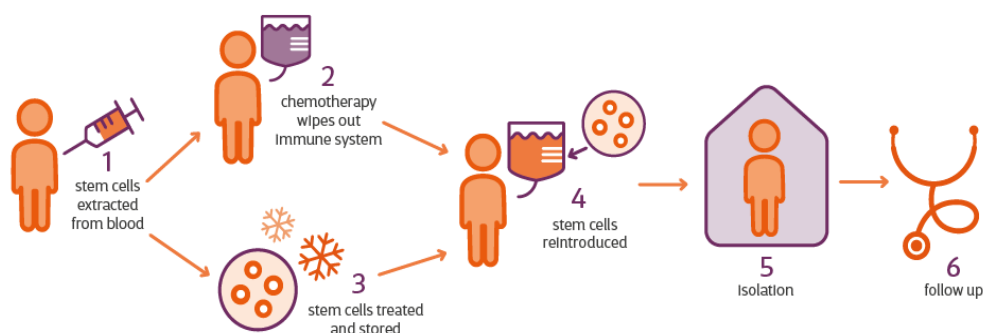 1
stem cells
extracted
from blood
2
chemotherapy
wipes out
immune system
3
stem cells treated
and stored
4
stem cells
reintroduced
5
isolation
6
follow up